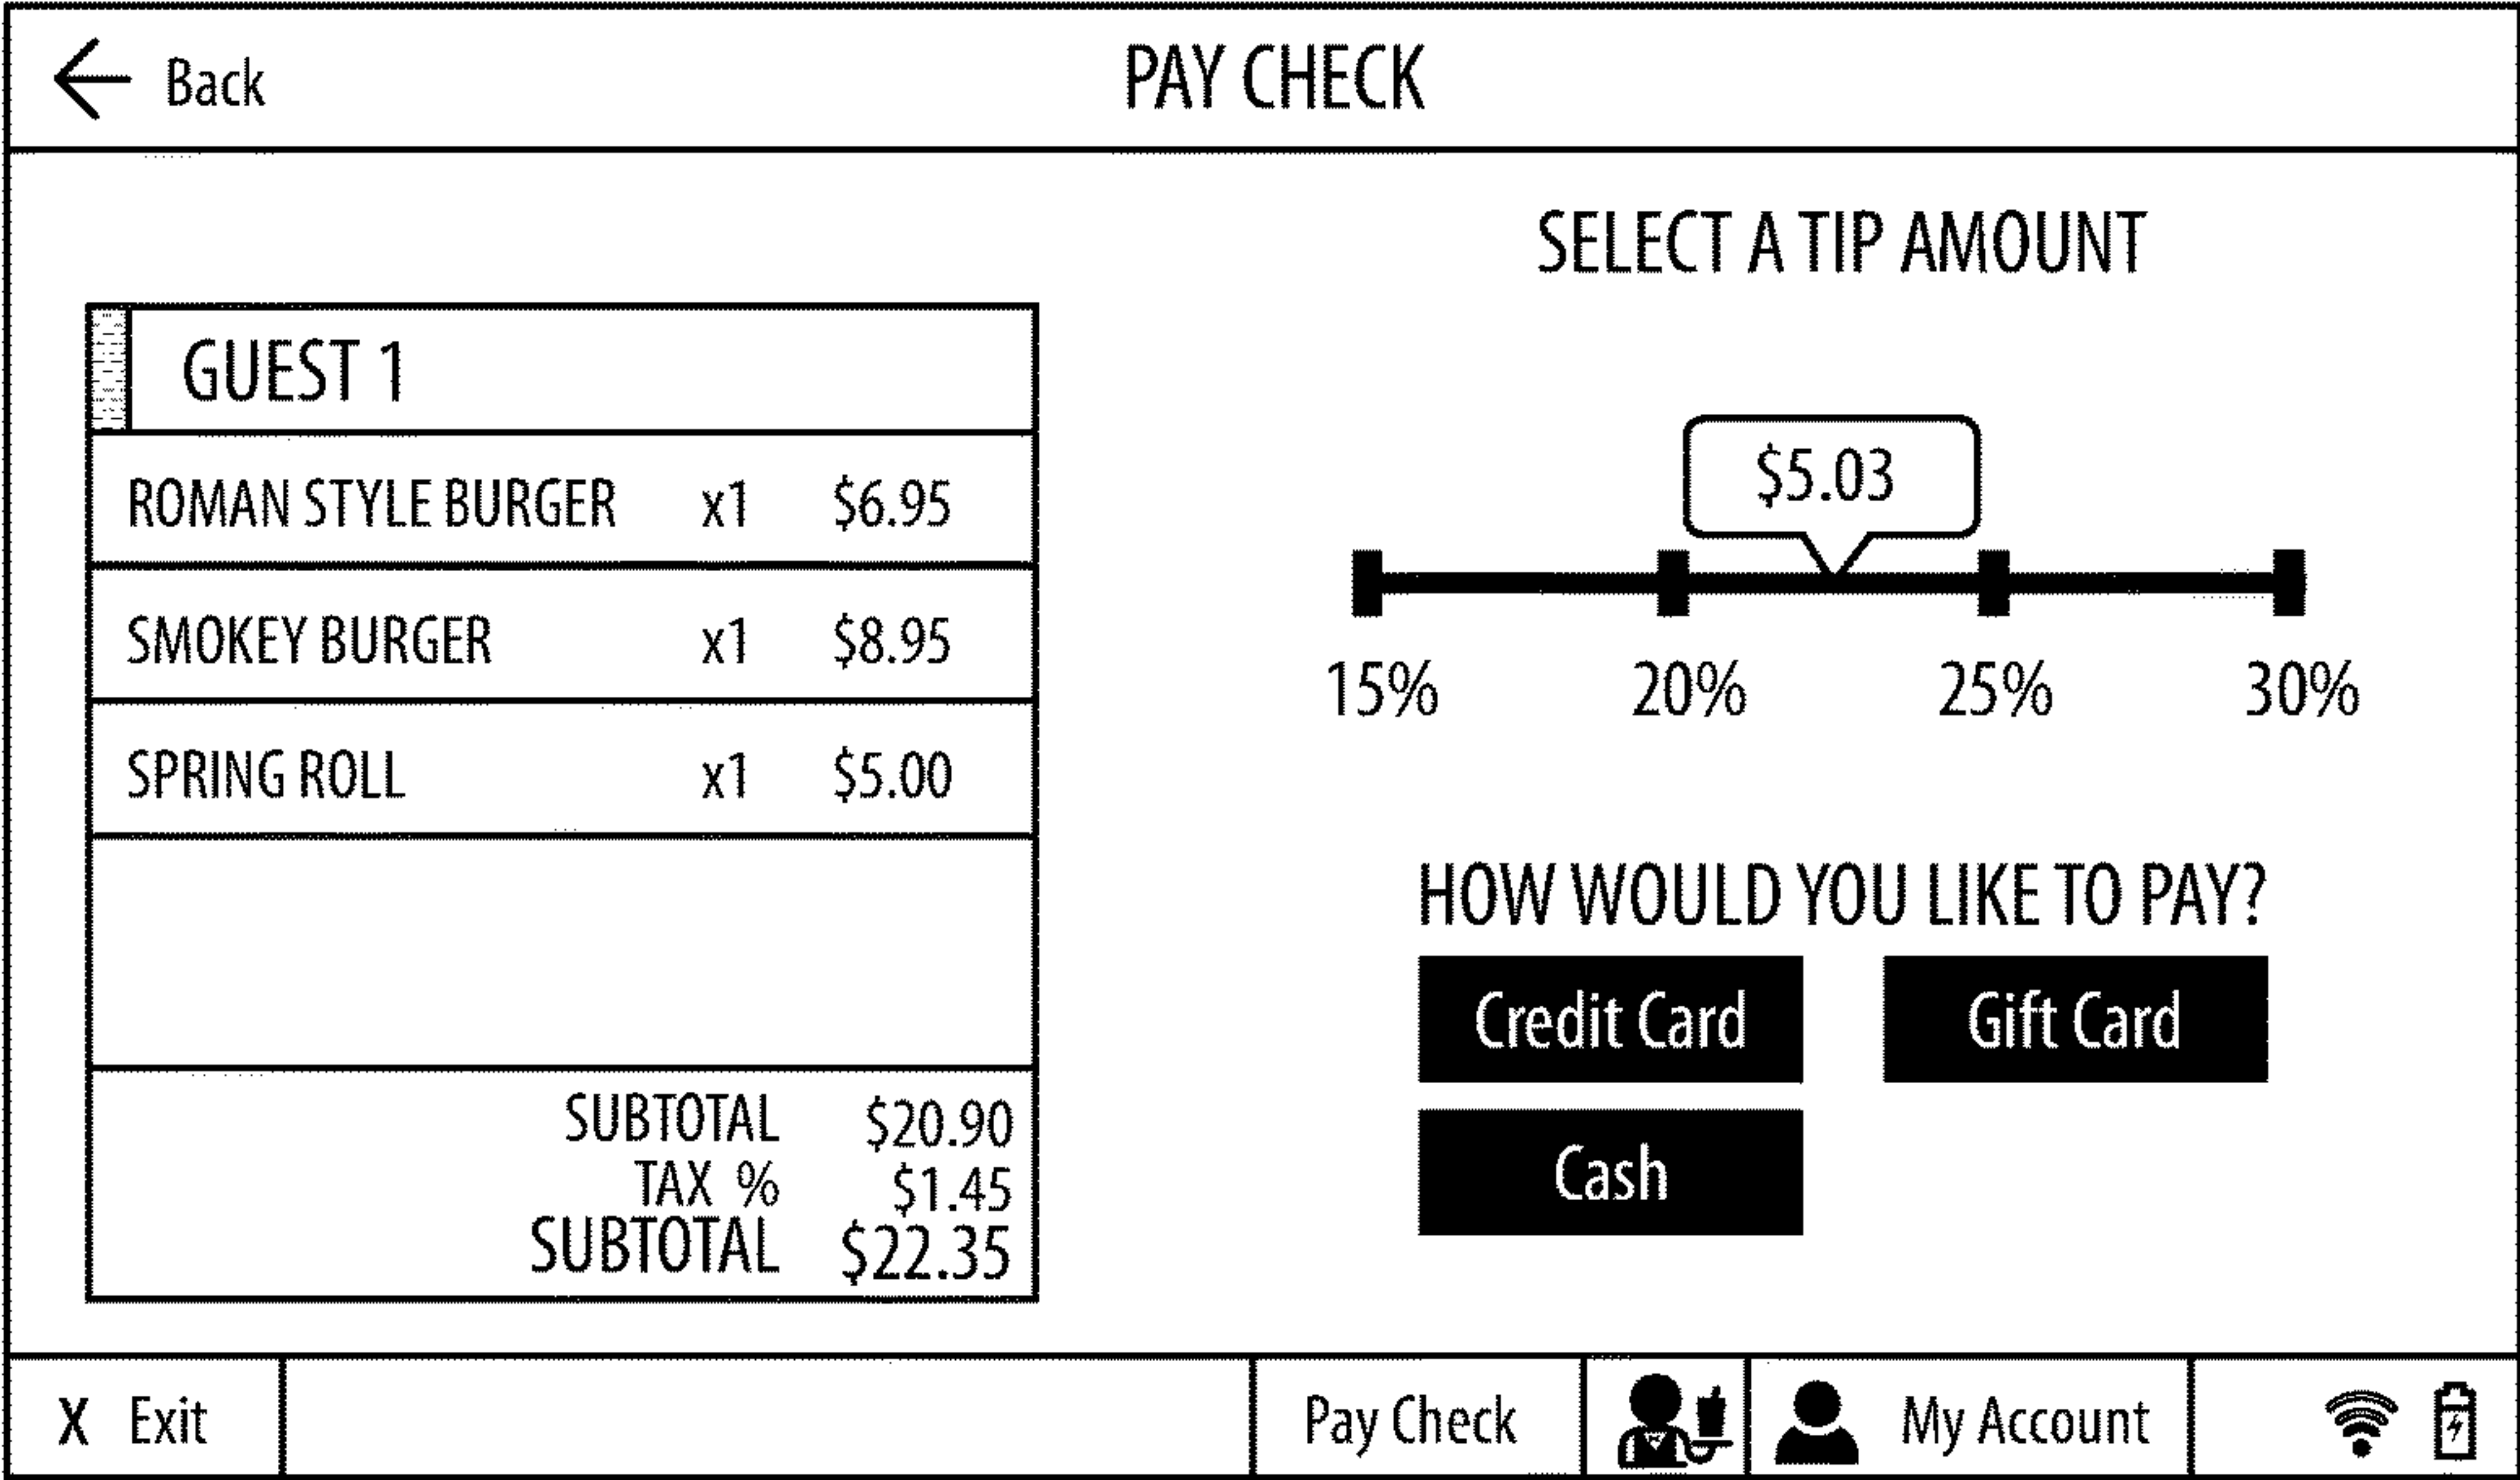 Back
PAY CHECK
GUEST 1
ROMAN STYLE BURGER x1 $6.95
SMOKEY BURGER x1 $8.95
SPRING ROLL x1 $5.00
SUBTOTAL $20.90
TAX % $1.45
SUBTOTAL $22.35
SELECT A TIP AMOUNT
$5.03
15% 20% 25% 30%
HOW WOULD YOU LIKE TO PAY?
Credit Card Gift Card
Cash
X Exit Pay Check My Account